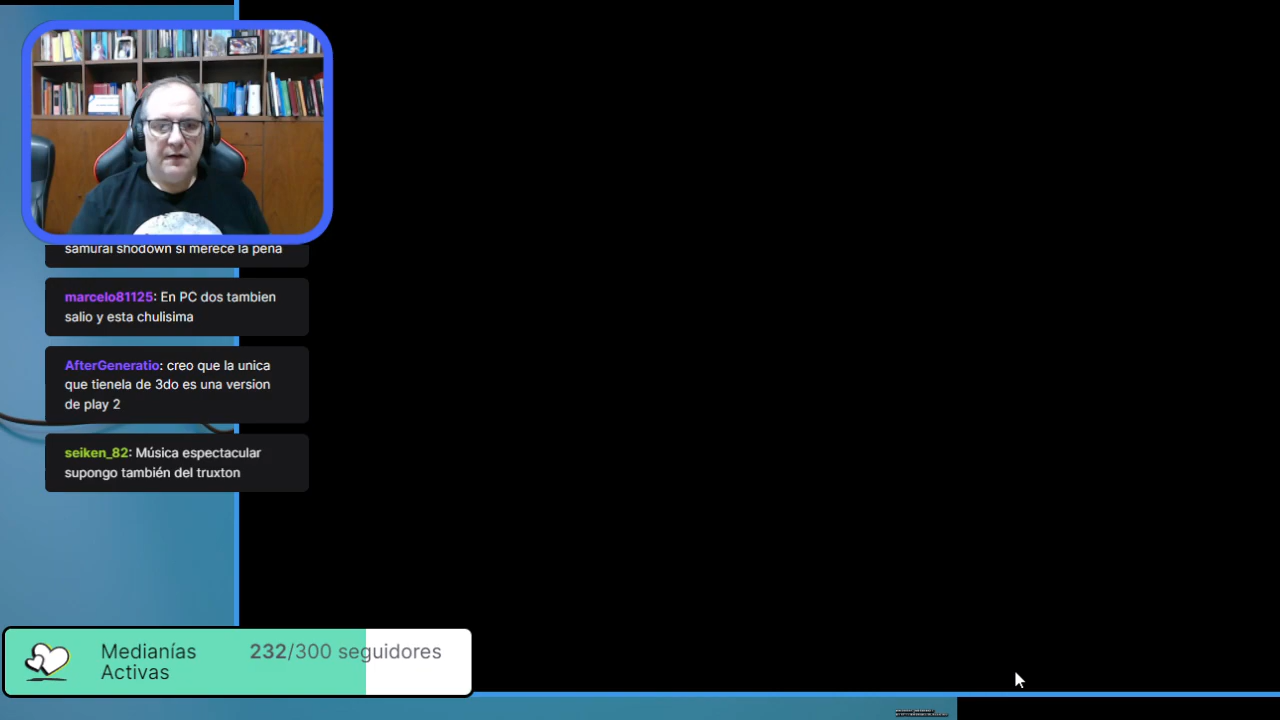 samurai shodown si merece la pena
marcelo81125: En PC dos tambien
salio y esta chulisima
AfterGeneratio: creo que la unica
que tienela de 3do es una version
de play 2
seiken_82: Música espectacular
supongo también del truxton
Medianías
Activas
232/300 seguidores